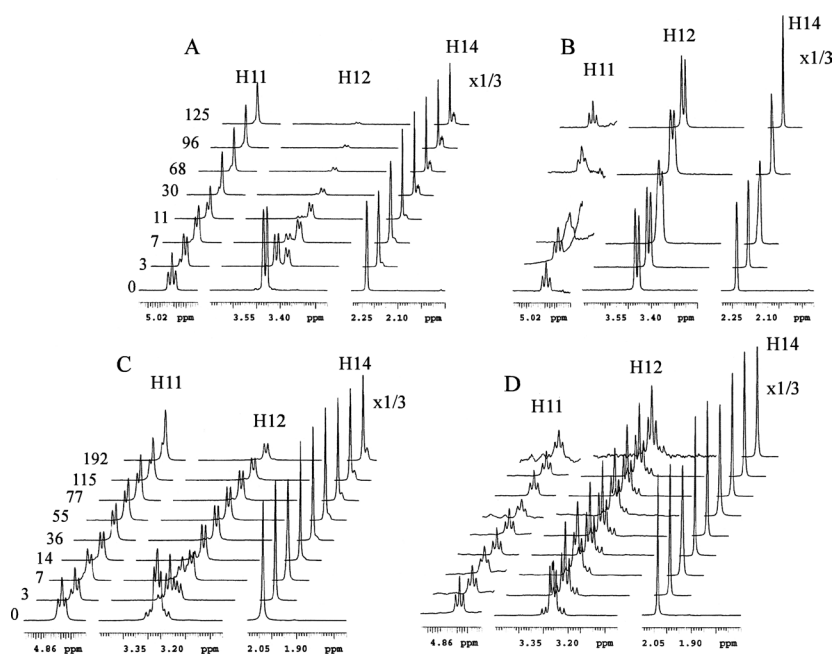 A
H11
H12
H14
x1/3
125
96
68
30
11
7
3
0
5.02 ppm 3.55 3.40 ppm 2.25 2.10 ppm
B
H11
H12
H14
x1/3
5.02 ppm 3.55 3.40 ppm 2.25 2.10 ppm
C
H11
H12
H14
x1/3
192
115
77
55
36
14
7
3
0
4.86 ppm 3.35 3.20 ppm 2.05 1.90 ppm
D
H11
H12
H14
x1/3
4.86 ppm 3.35 3.20 ppm 2.05 1.90 ppm